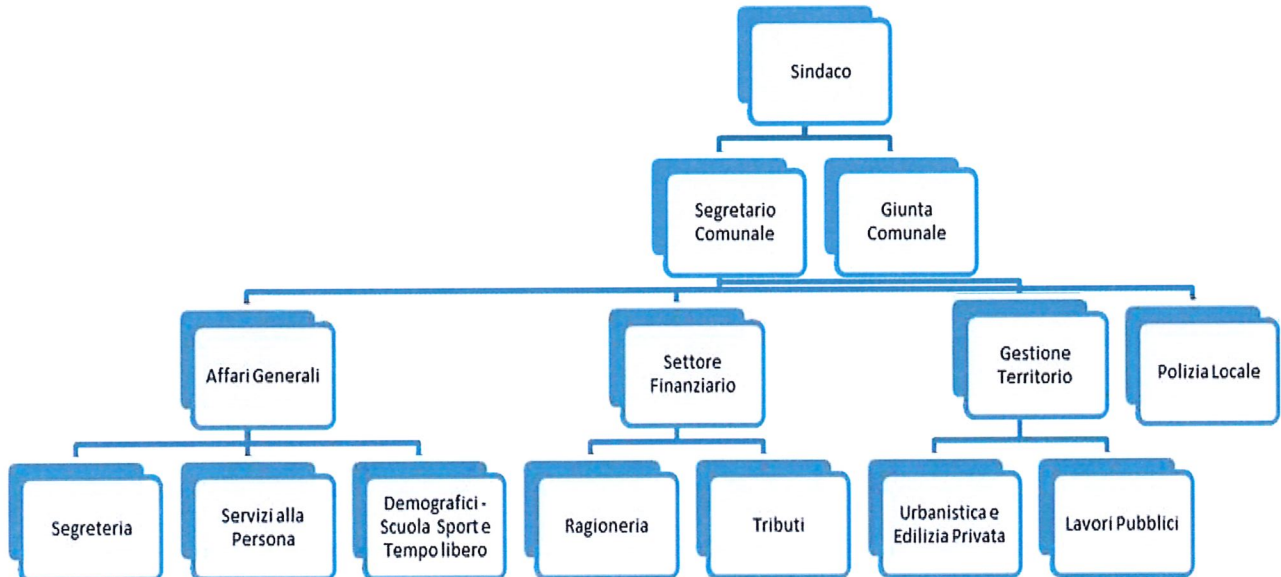 Sindaco
Segretario
Comunale
Giunta
Comunale
Affari Generali
Settore
Finanziario
Gestione
Territorio
Polizia Locale
Segreteria
Servizi alla
Persona
Demografici -
Scuola Sport e
Tempo libero
Ragioneria
Tributi
Urbanistica e
Edilizia Privata
Lavori Pubblici